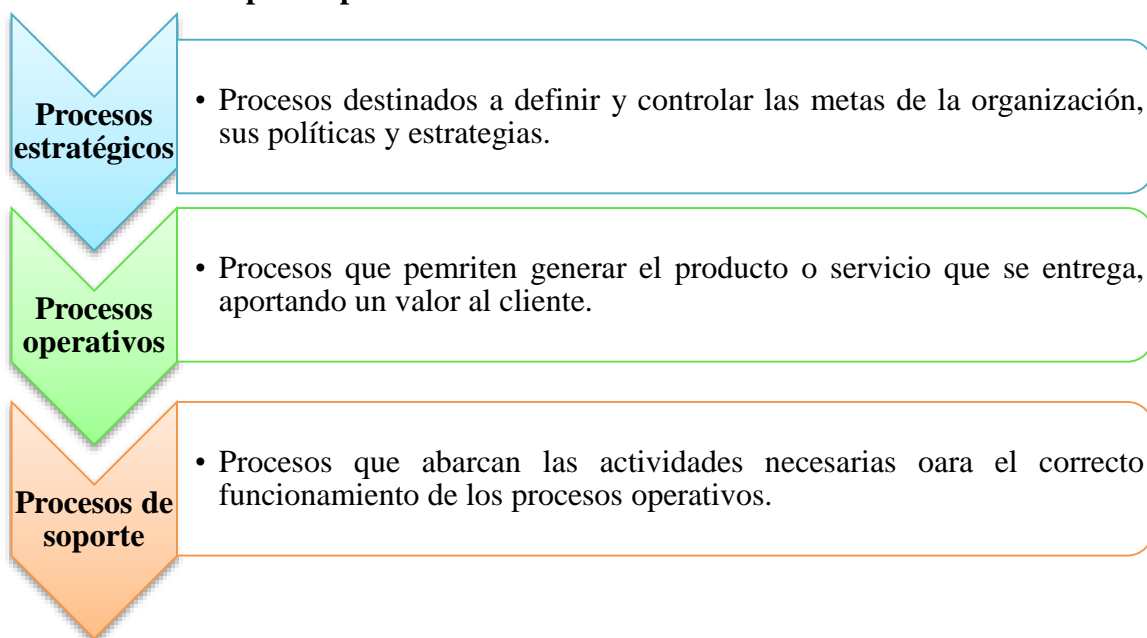 Procesos
estratégicos
• Procesos destinados a definir y controlar las metas de la organización,
sus políticas y estrategias.
Procesos
operativos
• Procesos que pemriten generar el producto o servicio que se entrega,
aportando un valor al cliente.
Procesos de
soporte
• Procesos que abarcan las actividades necesarias oara el correcto
funcionamiento de los procesos operativos.